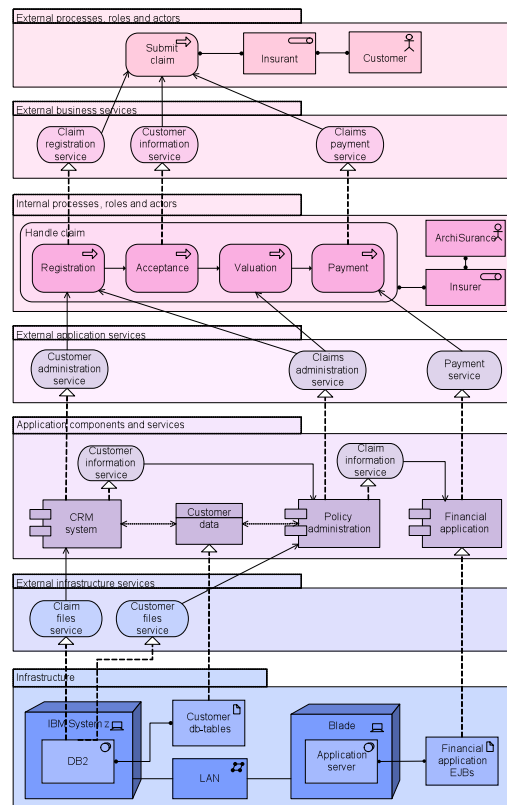 External processes, roles and actors
Submit
claim
Insurant
Customer
External business services
Claim
registration
service
Customer
information
service
Claims
payment
service
Internal processes, roles and actors
Handle claim
Registration
Acceptance
Valuation
Payment
ArchiSurance
Insurer
External application services
Customer
administration
service
Claims
administration
service
Payment
service
Application components and services
Customer
information
service
Claim
information
service
CRM
system
Customer
data
Policy
administration
Financial
application
External infrastructure services
Claim
files
service
Customer
files
service
Infrastructure
IBM System z
DB2
Customer
db-tables
LAN
Blade
Application
server
Financial
application
EJBs